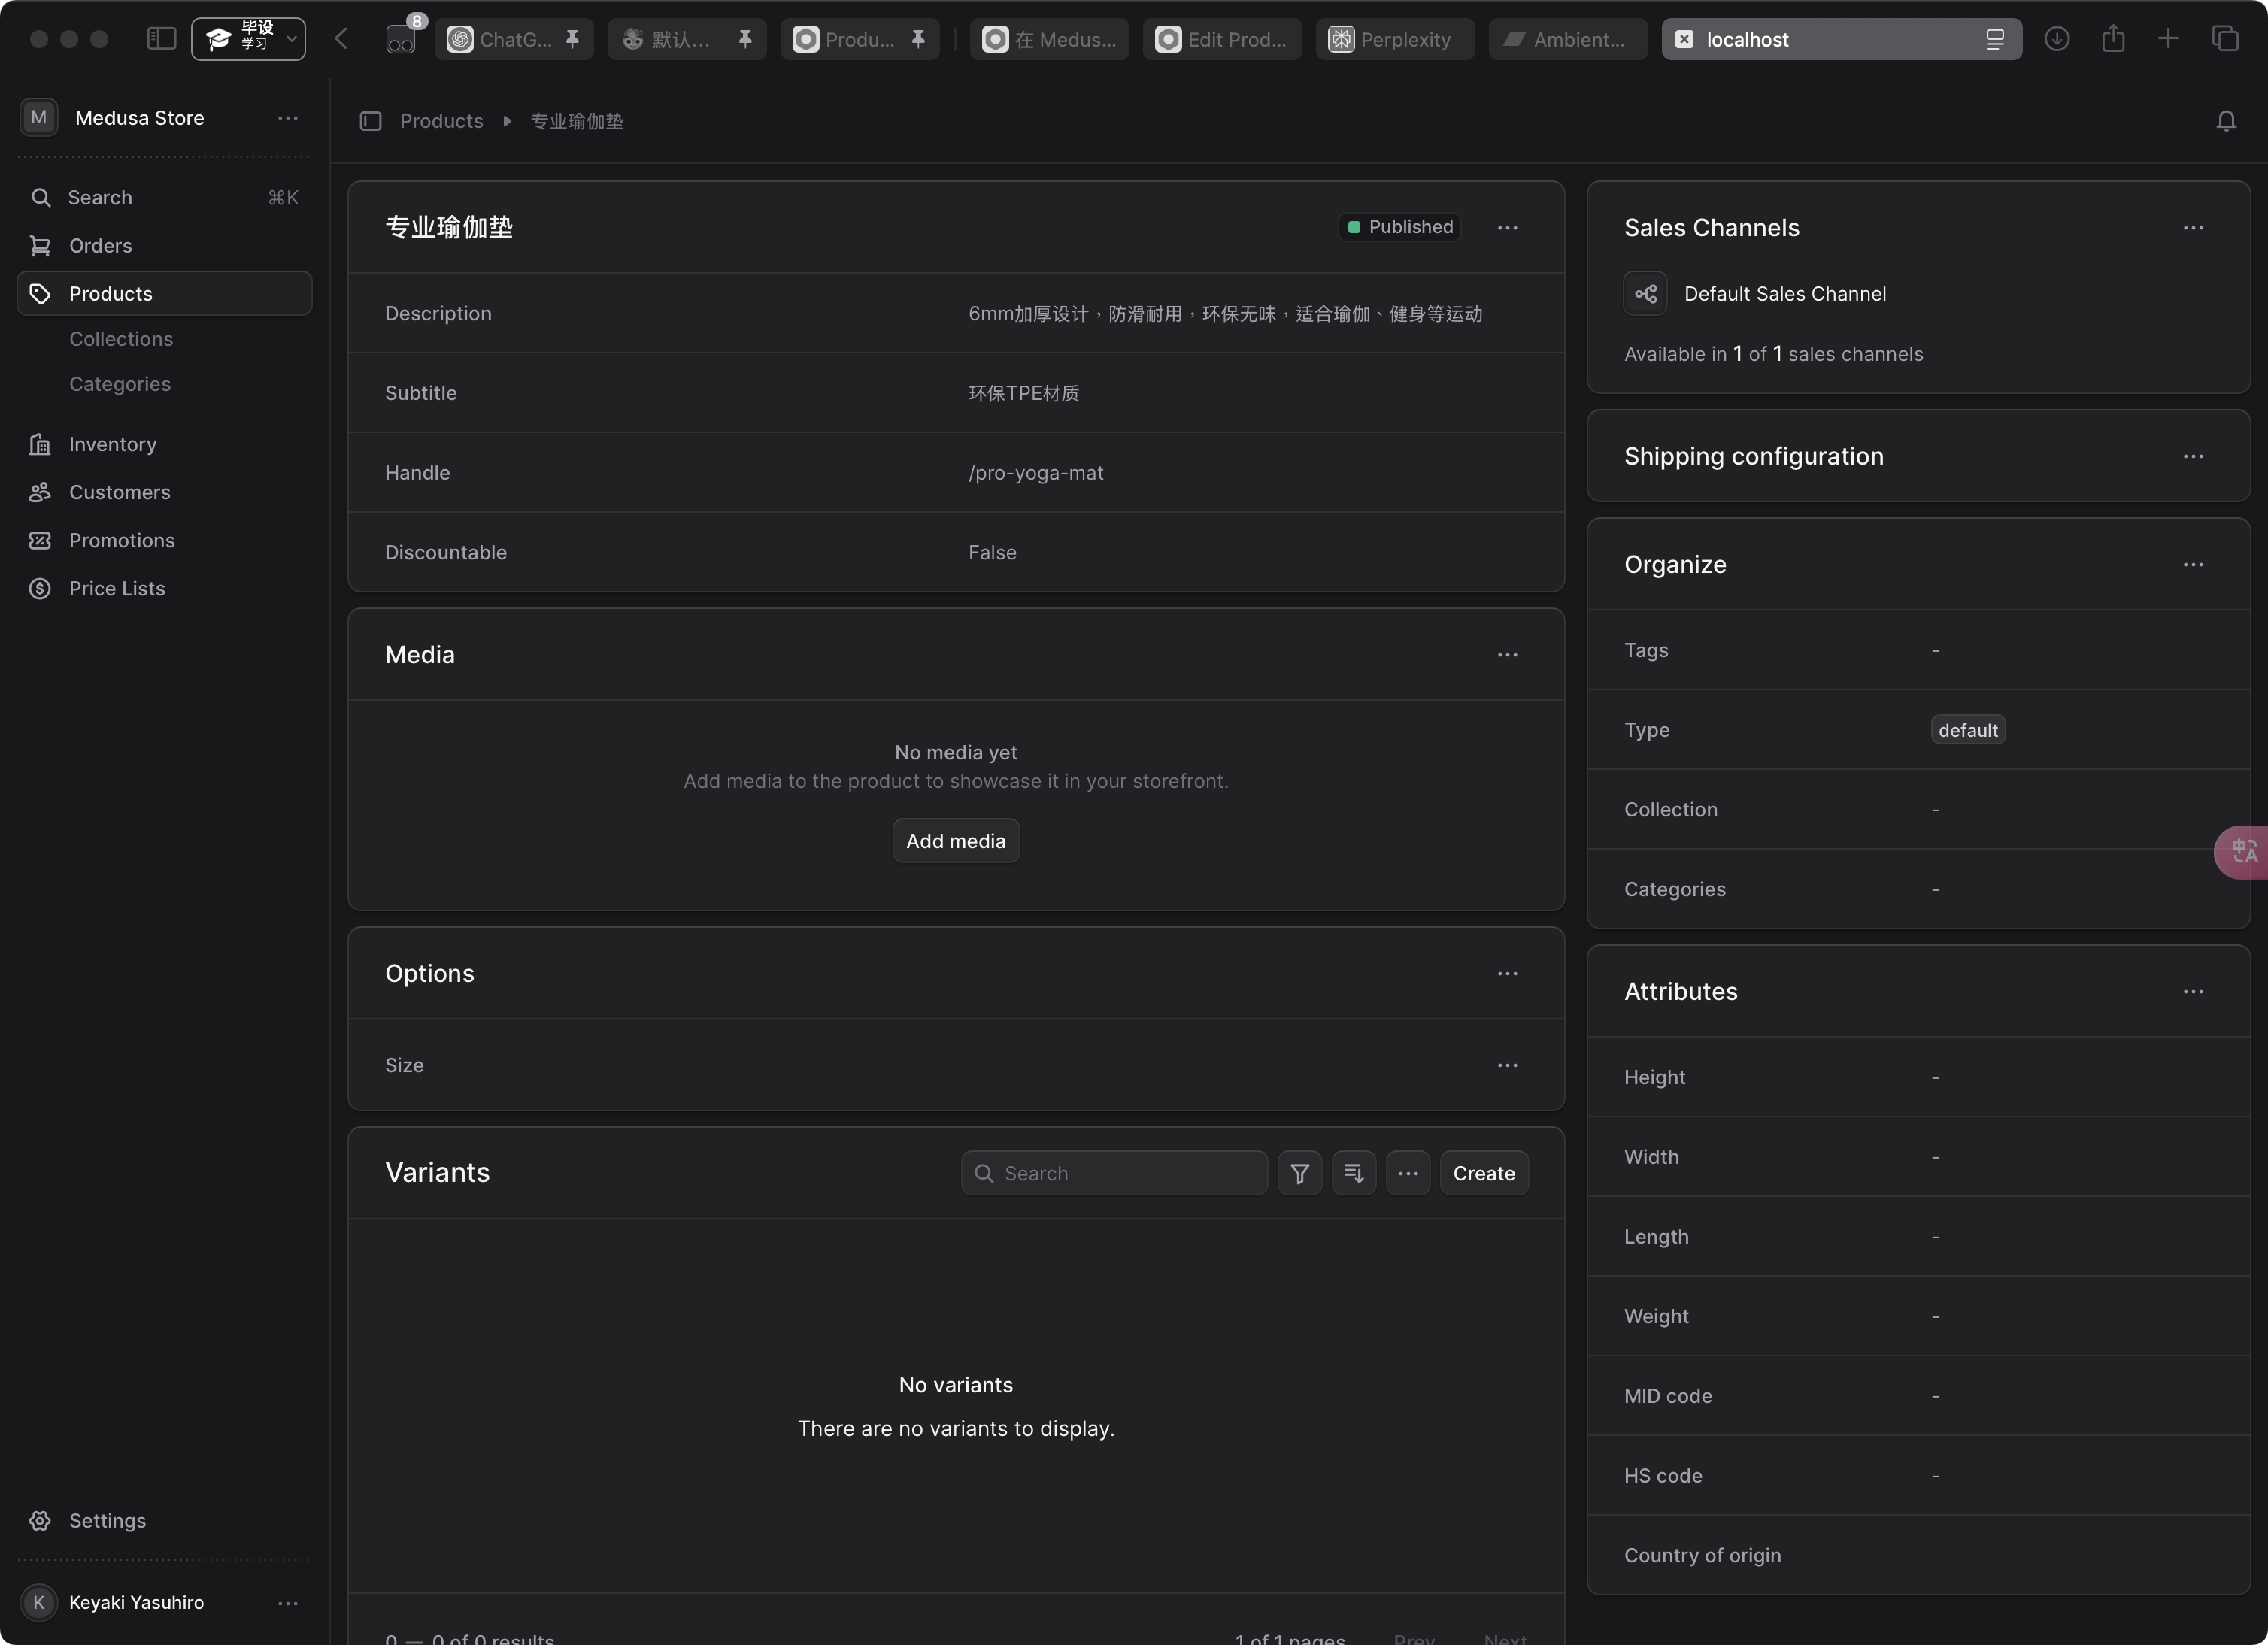 毕设
学习
8
ChatG...
默认...
Produ...
在 Medus...
Edit Prod...
Perplexity
Ambient...
localhost
M
Medusa Store
Search
⌘K
Orders
Products
Collections
Categories
Inventory
Customers
Promotions
Price Lists
Settings
K
Keyaki Yasuhiro
Products
专业瑜伽垫
专业瑜伽垫
Published
Description
6mm加厚设计，防滑耐用，环保无味，适合瑜伽、健身等运动
Subtitle
环保TPE材质
Handle
/pro-yoga-mat
Discountable
False
Media
No media yet
Add media to the product to showcase it in your storefront.
Add media
Options
Size
Variants
Search
Create
No variants
There are no variants to display.
0 — 0 of 0 results
1 of 1 pages
Prev
Next
Sales Channels
Default Sales Channel
Available in 1 of 1 sales channels
Shipping configuration
Organize
Tags
-
Type
default
Collection
-
Categories
-
Attributes
Height
-
Width
-
Length
-
Weight
-
MID code
-
HS code
-
Country of origin